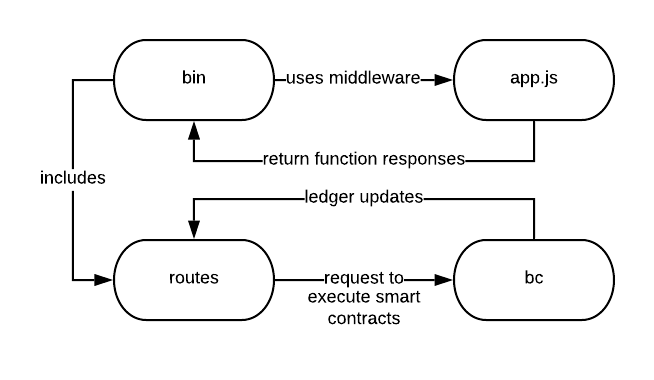 bin
uses middleware
app.js
return function responses
includes
ledger updates
routes
request to
execute smart
contracts
bc